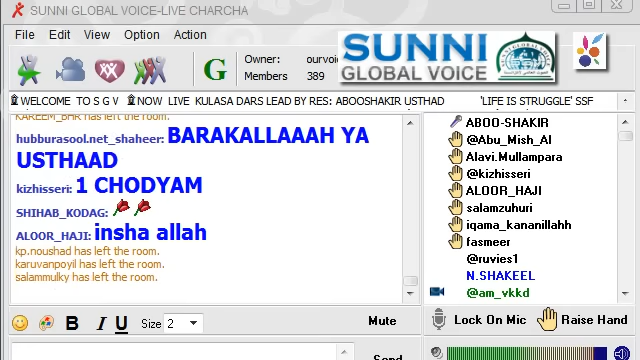 SUNNI GLOBAL VOICE-LIVE CHARCHA
File Edit View Option Action
G
Owner: ourvoi
Members 389
SUNNI
GLOBAL VOICE
WELCOME TO S G V NOW LIVE KULASA DARS LEAD BY RES: ABOOSHAKIR USTHAD 'LIFE IS STRUGGLE' SSF
KAREEM_BHR has left the room.
hubburasool.net_shaheer: BARAKALLAAAH YA
USTHAAD
kizhisseri: 1 CHODYAM
SHIHAB_KODAG:
ALOOR_HAJI: insha allah
kp.noushad has left the room.
karuvanpoyil has left the room.
salammulky has left the room.
ABOO-SHAKIR
@Abu_Mish_Al
Alavi.Mullampara
@kizhisseri
ALOOR_HAJI
salamzuhuri
iqama_kananillahh
fasmeer
@ruvies1
N.SHAKEEL
@am_vkkd
B I U Size 2 Mute
Lock On Mic Raise Hand
Send